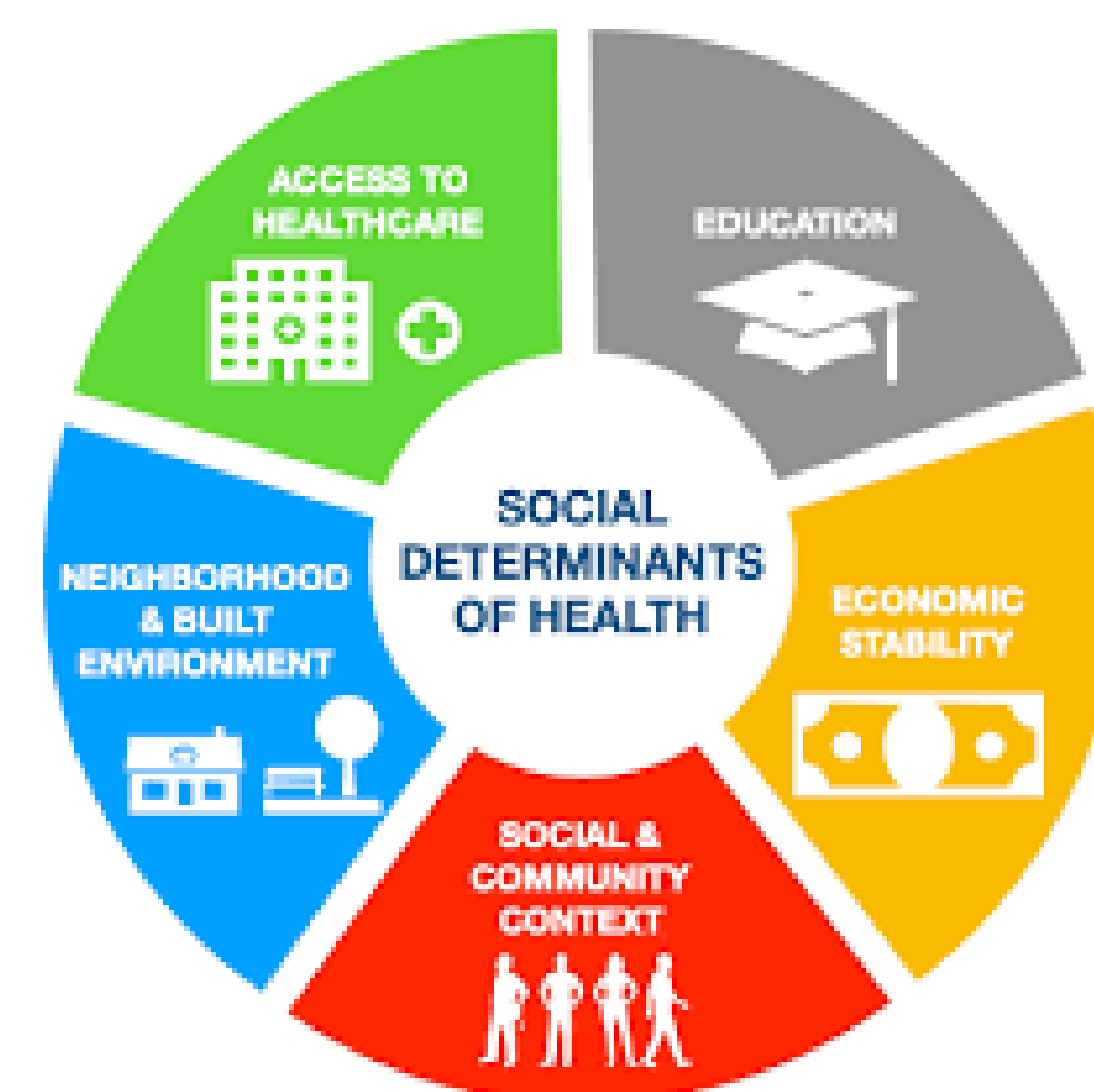 ACCESS TO
HEALTHCARE
EDUCATION
SOCIAL
DETERMINANTS
OF HEALTH
NEIGHBORHOOD
& BUILT
ENVIRONMENT
ECONOMIC
STABILITY
SOCIAL &
COMMUNITY
CONTEXT